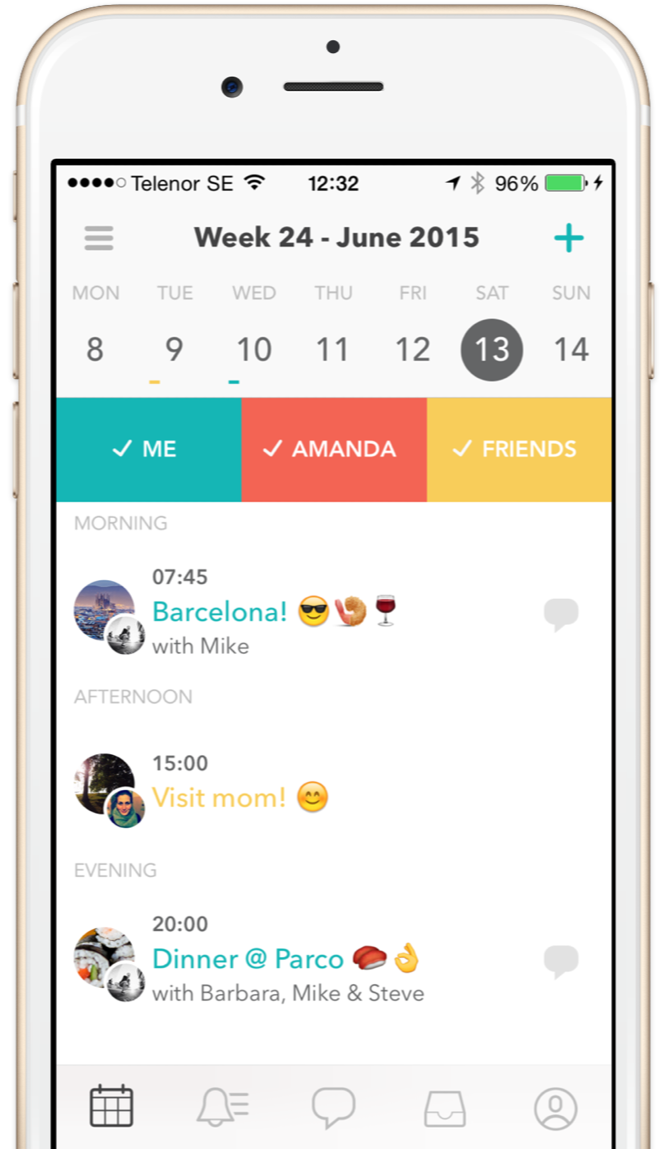 Telenor SE 12:32 96%
Week 24 - June 2015
MON TUE WED THU FRI SAT SUN
8 9 10 11 12 13 14
✓ ME ✓ AMANDA ✓ FRIENDS
MORNING
07:45
Barcelona! 😎🍤🍷
with Mike
AFTERNOON
15:00
Visit mom! 😊
EVENING
20:00
Dinner @ Parco 🍣👌
with Barbara, Mike & Steve